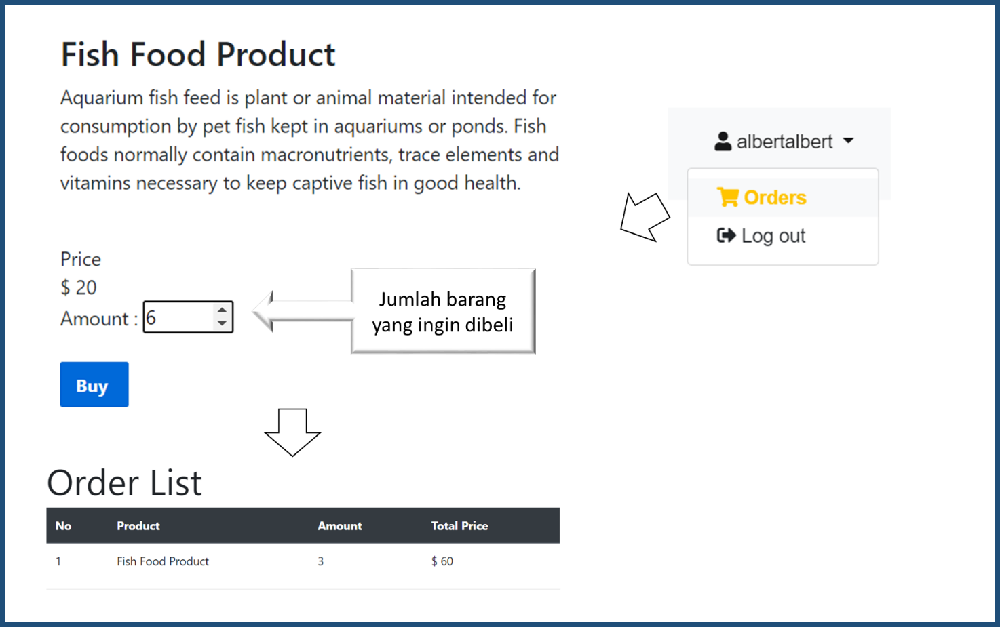 Fish Food Product
Aquarium fish feed is plant or animal material intended for
consumption by pet fish kept in aquariums or ponds. Fish
foods normally contain macronutrients, trace elements and
vitamins necessary to keep captive fish in good health.
albertalbert
Orders
Log out
Price
$ 20
Amount : 6
Jumlah barang
yang ingin dibeli
Buy
Order List
No Product Amount Total Price
1 Fish Food Product 3 $ 60